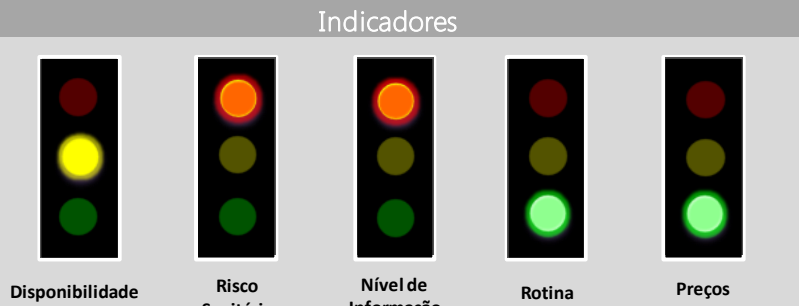 Indicadores
Disponibilidade
Risco
Nível de
Rotina
Preços